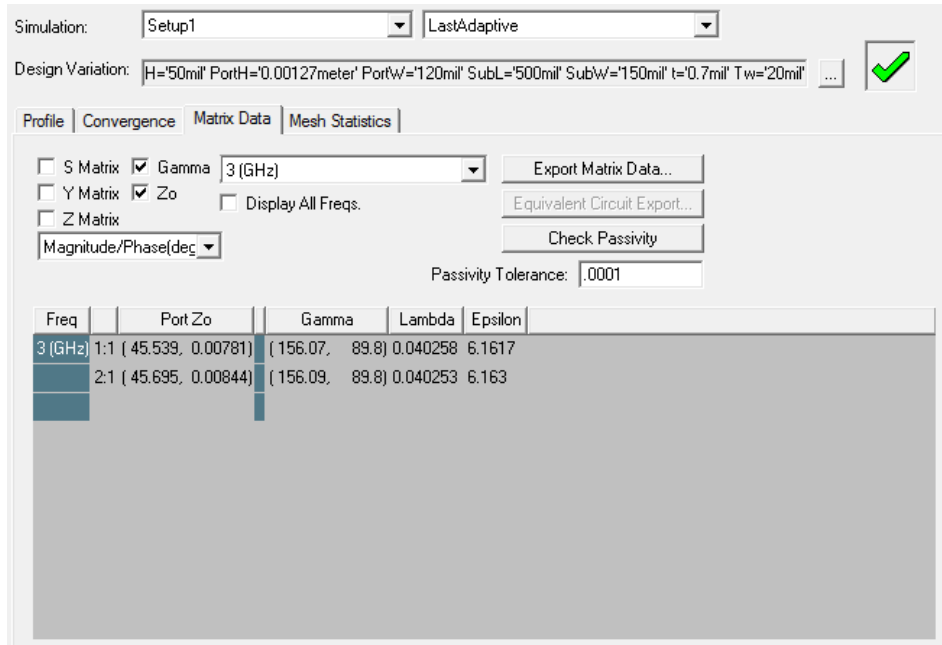 Simulation: Setup1 LastAdaptive
Design Variation: H='50mil' PortH='0.00127meter' PortW='120mil' SubL='500mil' SubW='150mil' t='0.7mil' Tw='20mil' ...
Profile Convergence Matrix Data Mesh Statistics
S Matrix Gamma 3 (GHz) Export Matrix Data...
Y Matrix Zo Display All Freqs. Equivalent Circuit Export...
Z Matrix
Magnitude/Phase(deg Check Passivity
Passivity Tolerance: .0001
Freq Port Zo Gamma Lambda Epsilon
3 (GHz) 1:1 ( 45.539, 0.00781) ( 156.07, 89.8) 0.040258 6.1617
2:1 ( 45.695, 0.00844) ( 156.09, 89.8) 0.040253 6.163